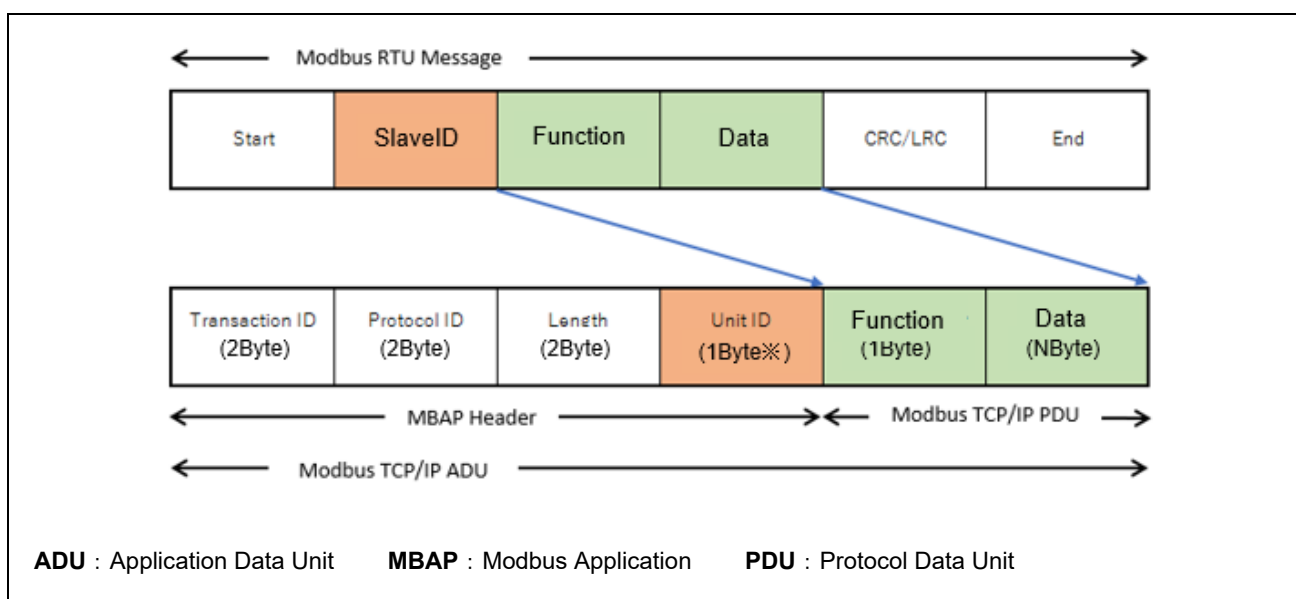 Modbus RTU Message
Start SlaveID Function Data CRC/LRC End
Transaction ID Protocol ID Length Unit ID Function Data
(2Byte) (2Byte) (2Byte) (1Byte※) (1Byte) (NByte)
MBAP Header Modbus TCP/IP PDU
Modbus TCP/IP ADU
ADU : Application Data Unit MBAP : Modbus Application PDU : Protocol Data Unit